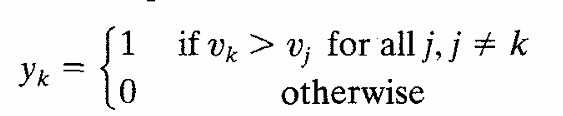 y_k = { 1 if v_k > v_j for all j, j ≠ k
0 otherwise